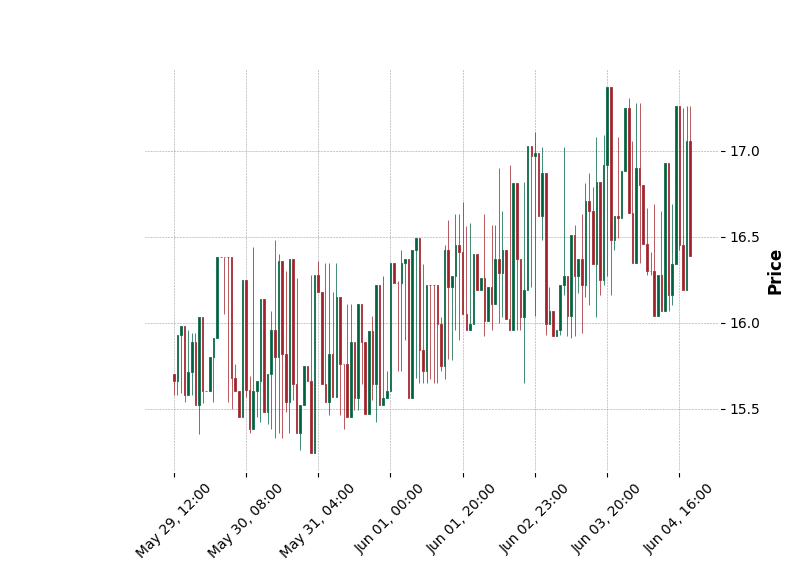 17.0
16.5
16.0
15.5
Price
May 29, 12:00
May 30, 08:00
May 31, 04:00
Jun 01, 00:00
Jun 01, 20:00
Jun 02, 23:00
Jun 03, 20:00
Jun 04, 16:00